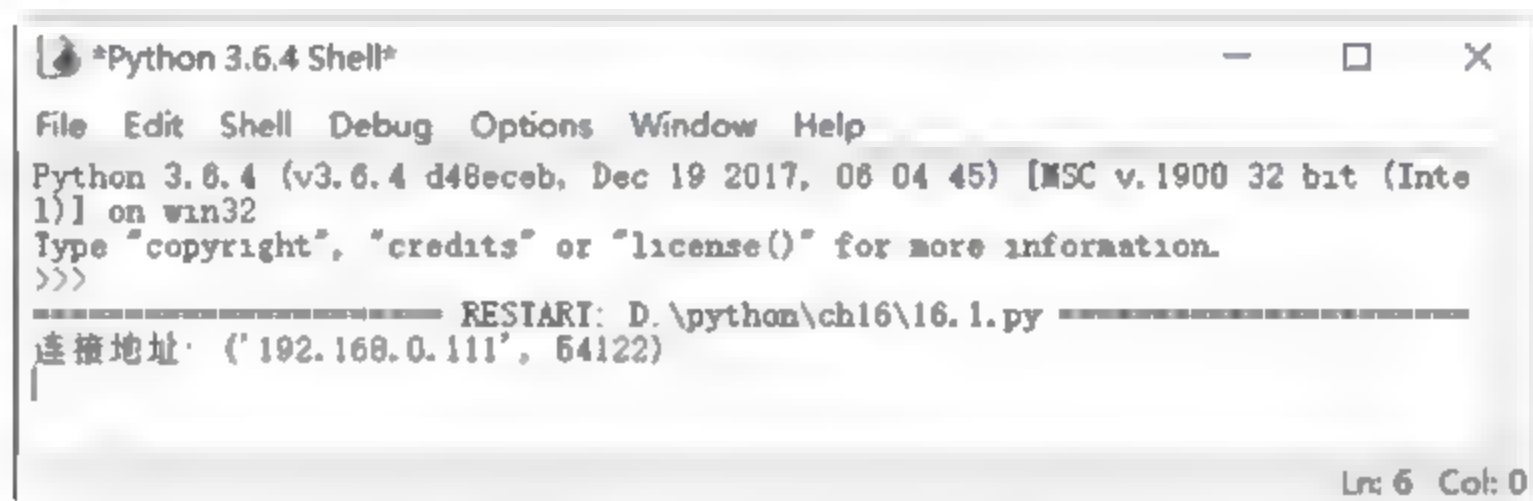 *Python 3.6.4 Shell*
File Edit Shell Debug Options Window Help
Python 3.6.4 (v3.6.4 d48eceb, Dec 19 2017, 06 04 45) [MSC v.1900 32 bit (Inte
l)] on win32
Type "copyright", "credits" or "license()" for more information.
>>>
======================= RESTART: D.\python\ch16\16.1.py =======================
连接地址: ('192.168.0.111', 54122)
Ln: 6 Col: 0